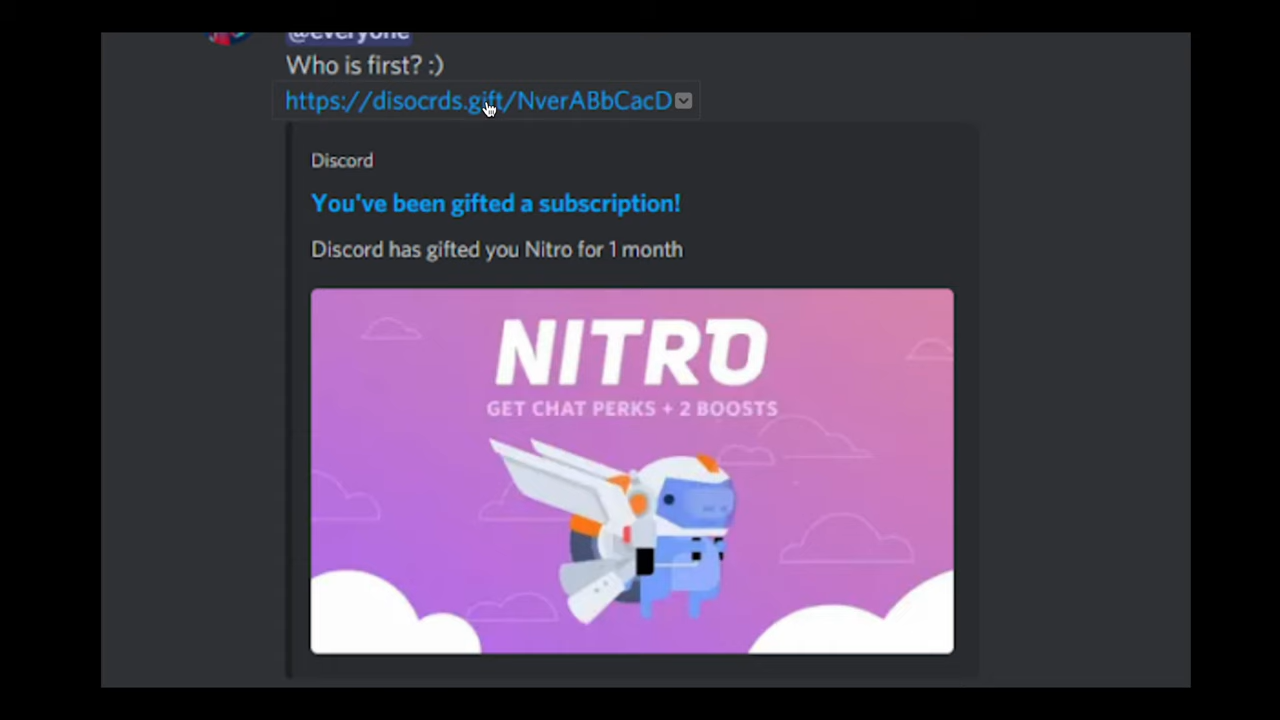 @everyone
Who is first? :)
https://disocrds.gift/NverABbCacD
Discord
You've been gifted a subscription!
Discord has gifted you Nitro for 1 month
NITRO
GET CHAT PERKS + 2 BOOSTS